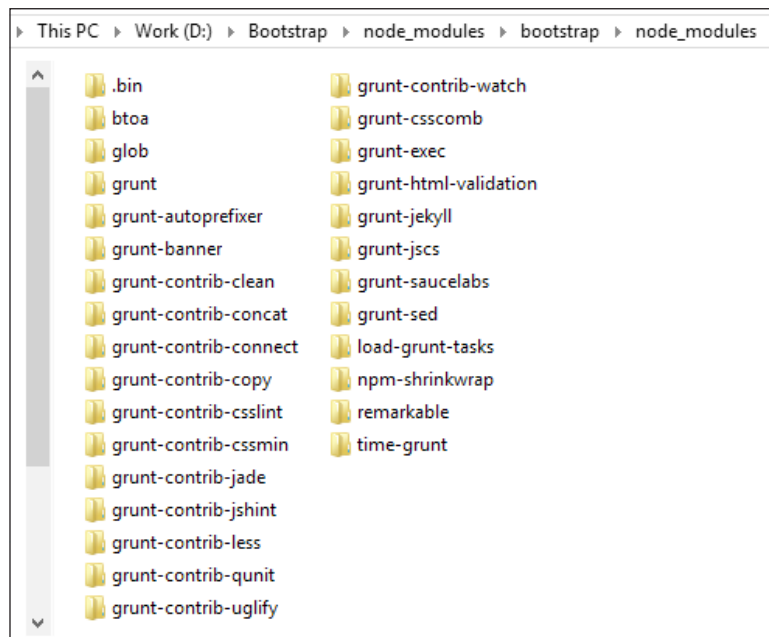 This PC Work (D:) Bootstrap node_modules bootstrap node_modules
.bin
btoa
glob
grunt
grunt-autoprefixer
grunt-banner
grunt-contrib-clean
grunt-contrib-concat
grunt-contrib-connect
grunt-contrib-copy
grunt-contrib-csslint
grunt-contrib-cssmin
grunt-contrib-jade
grunt-contrib-jshint
grunt-contrib-less
grunt-contrib-qunit
grunt-contrib-uglify
grunt-contrib-watch
grunt-csscomb
grunt-exec
grunt-html-validation
grunt-jekyll
grunt-jscs
grunt-saucelabs
grunt-sed
load-grunt-tasks
npm-shrinkwrap
remarkable
time-grunt